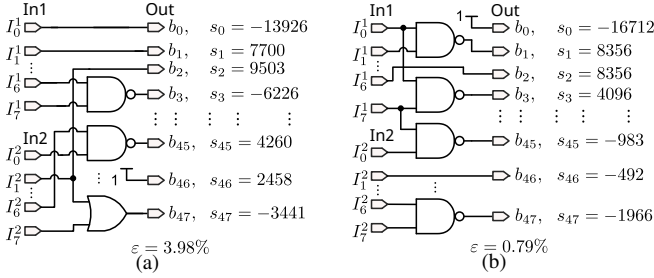 In1 Out
I_0^1 b_0, s_0 = −13926
I_1^1 b_1, s_1 = 7700
⋮ b_2, s_2 = 9503
I_6^1
I_7^1 b_3, s_3 = −6226
⋮ ⋮ ⋮ ⋮ ⋮
In2
I_0^2 b_45, s_45 = 4260
I_1^2 ⋮ 1 b_46, s_46 = 2458
⋮
I_6^2 b_47, s_47 = −3441
I_7^2
ε = 3.98%
(a)
In1 1 Out
I_0^1 b_0, s_0 = −16712
I_1^1 b_1, s_1 = 8356
⋮ b_2, s_2 = 8356
I_6^1 b_3, s_3 = 4096
I_7^1 ⋮ ⋮ ⋮ ⋮ ⋮
In2
I_0^2 b_45, s_45 = −983
I_1^2 b_46, s_46 = −492
⋮ ⋮
I_6^2 b_47, s_47 = −1966
I_7^2
ε = 0.79%
(b)